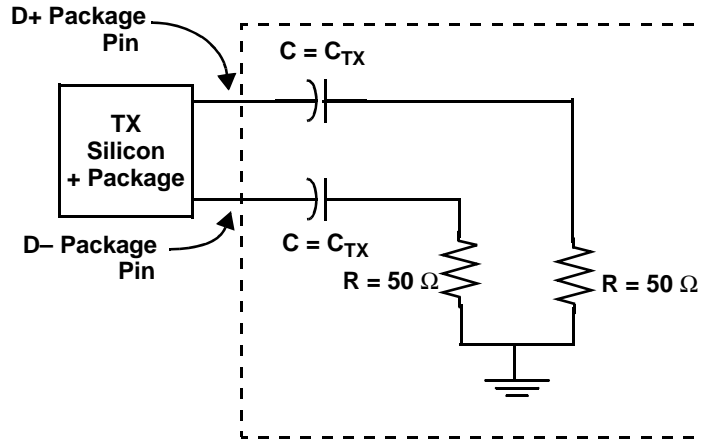 D+ Package
Pin
C = CTX
TX
Silicon
+ Package
D– Package
Pin
C = CTX
R = 50 Ω
R = 50 Ω